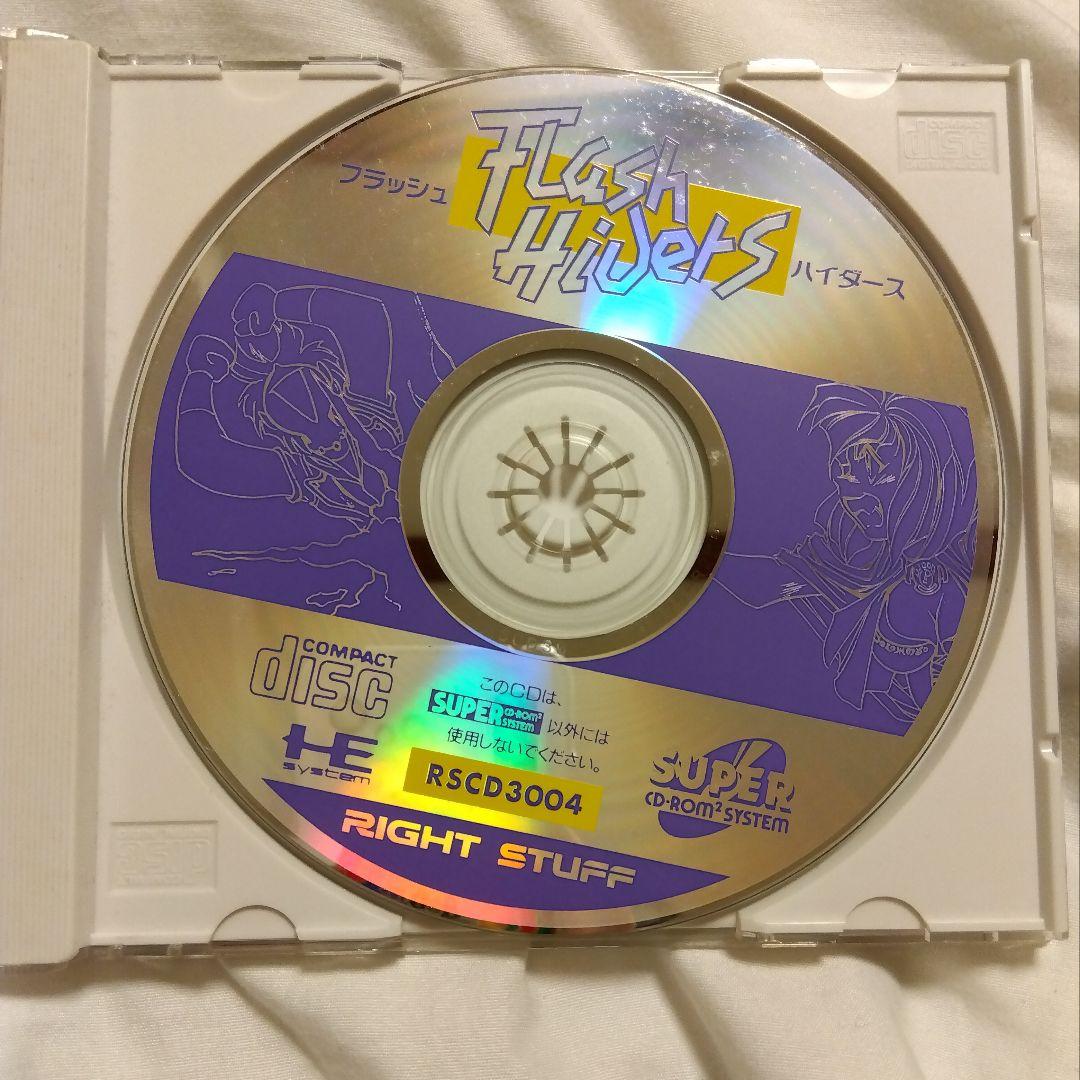 Flash
フラッシュ
Hiders
ハイダース
COMPACT
disc
このCDは、
SUPER CD-ROM² SYSTEM 以外には
使用しないでください。
HE
system
RSCD3004
SUPER
CD-ROM² SYSTEM
RIGHT STUFF